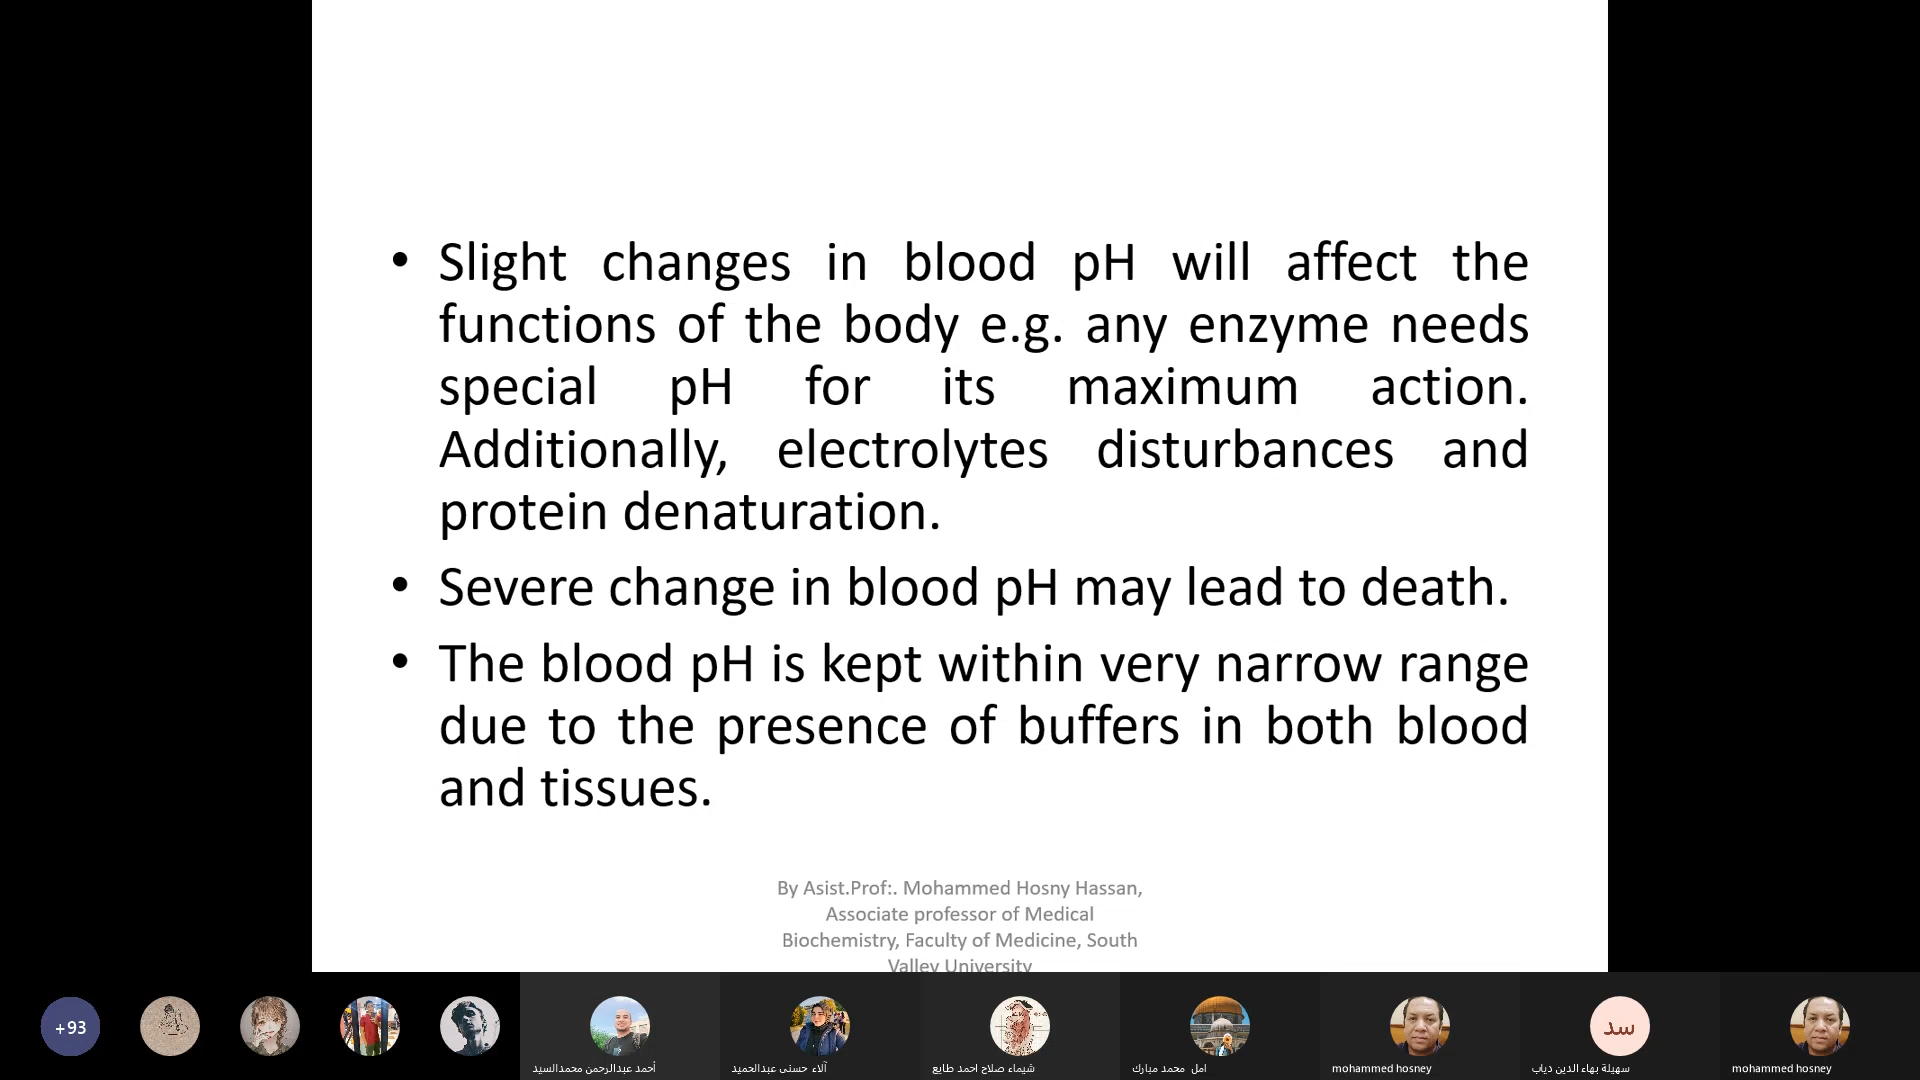 • Slight changes in blood pH will affect the
functions of the body e.g. any enzyme needs
special pH for its maximum action.
Additionally, electrolytes disturbances and
protein denaturation.
• Severe change in blood pH may lead to death.
• The blood pH is kept within very narrow range
due to the presence of buffers in both blood
and tissues.
By Asist.Prof:. Mohammed Hosny Hassan,
Associate professor of Medical
Biochemistry, Faculty of Medicine, South
Valley University
+93
سد
أحمد عبدالرحمن محمدالسيد
آلاء حسنى عبدالحميد
شيماء صلاح احمد طايع
امل محمد مبارك
mohammed hosney
سهيلة بهاء الدين دياب
mohammed hosney